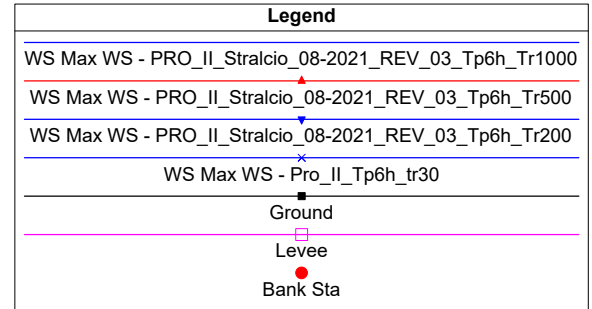 Legend
WS Max WS - PRO_II_Stralcio_08-2021_REV_03_Tp6h_Tr1000
WS Max WS - PRO_II_Stralcio_08-2021_REV_03_Tp6h_Tr500
WS Max WS - PRO_II_Stralcio_08-2021_REV_03_Tp6h_Tr200
WS Max WS - Pro_II_Tp6h_tr30
Ground
Levee
Bank Sta